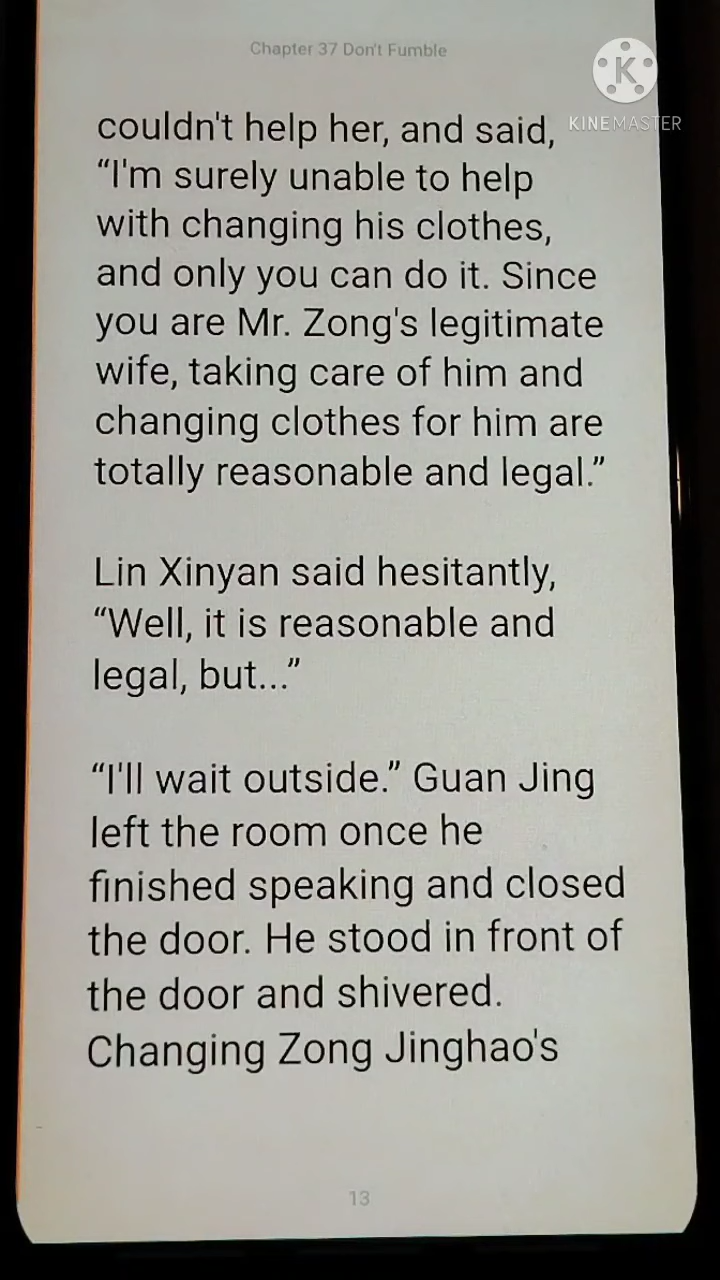 Chapter 37 Don't Fumble
K
KINEMASTER
couldn't help her, and said,
“I'm surely unable to help
with changing his clothes,
and only you can do it. Since
you are Mr. Zong's legitimate
wife, taking care of him and
changing clothes for him are
totally reasonable and legal.”
Lin Xinyan said hesitantly,
“Well, it is reasonable and
legal, but...”
“I'll wait outside.” Guan Jing
left the room once he
finished speaking and closed
the door. He stood in front of
the door and shivered.
Changing Zong Jinghao's
13